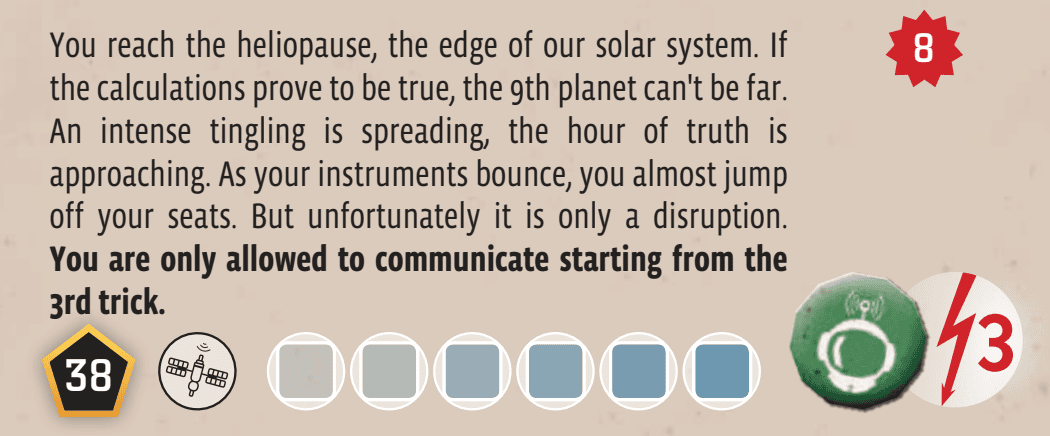 You reach the heliopause, the edge of our solar system. If
the calculations prove to be true, the 9th planet can't be far.
An intense tingling is spreading, the hour of truth is
approaching. As your instruments bounce, you almost jump
off your seats. But unfortunately it is only a disruption.
You are only allowed to communicate starting from the
3rd trick.
8
38
3